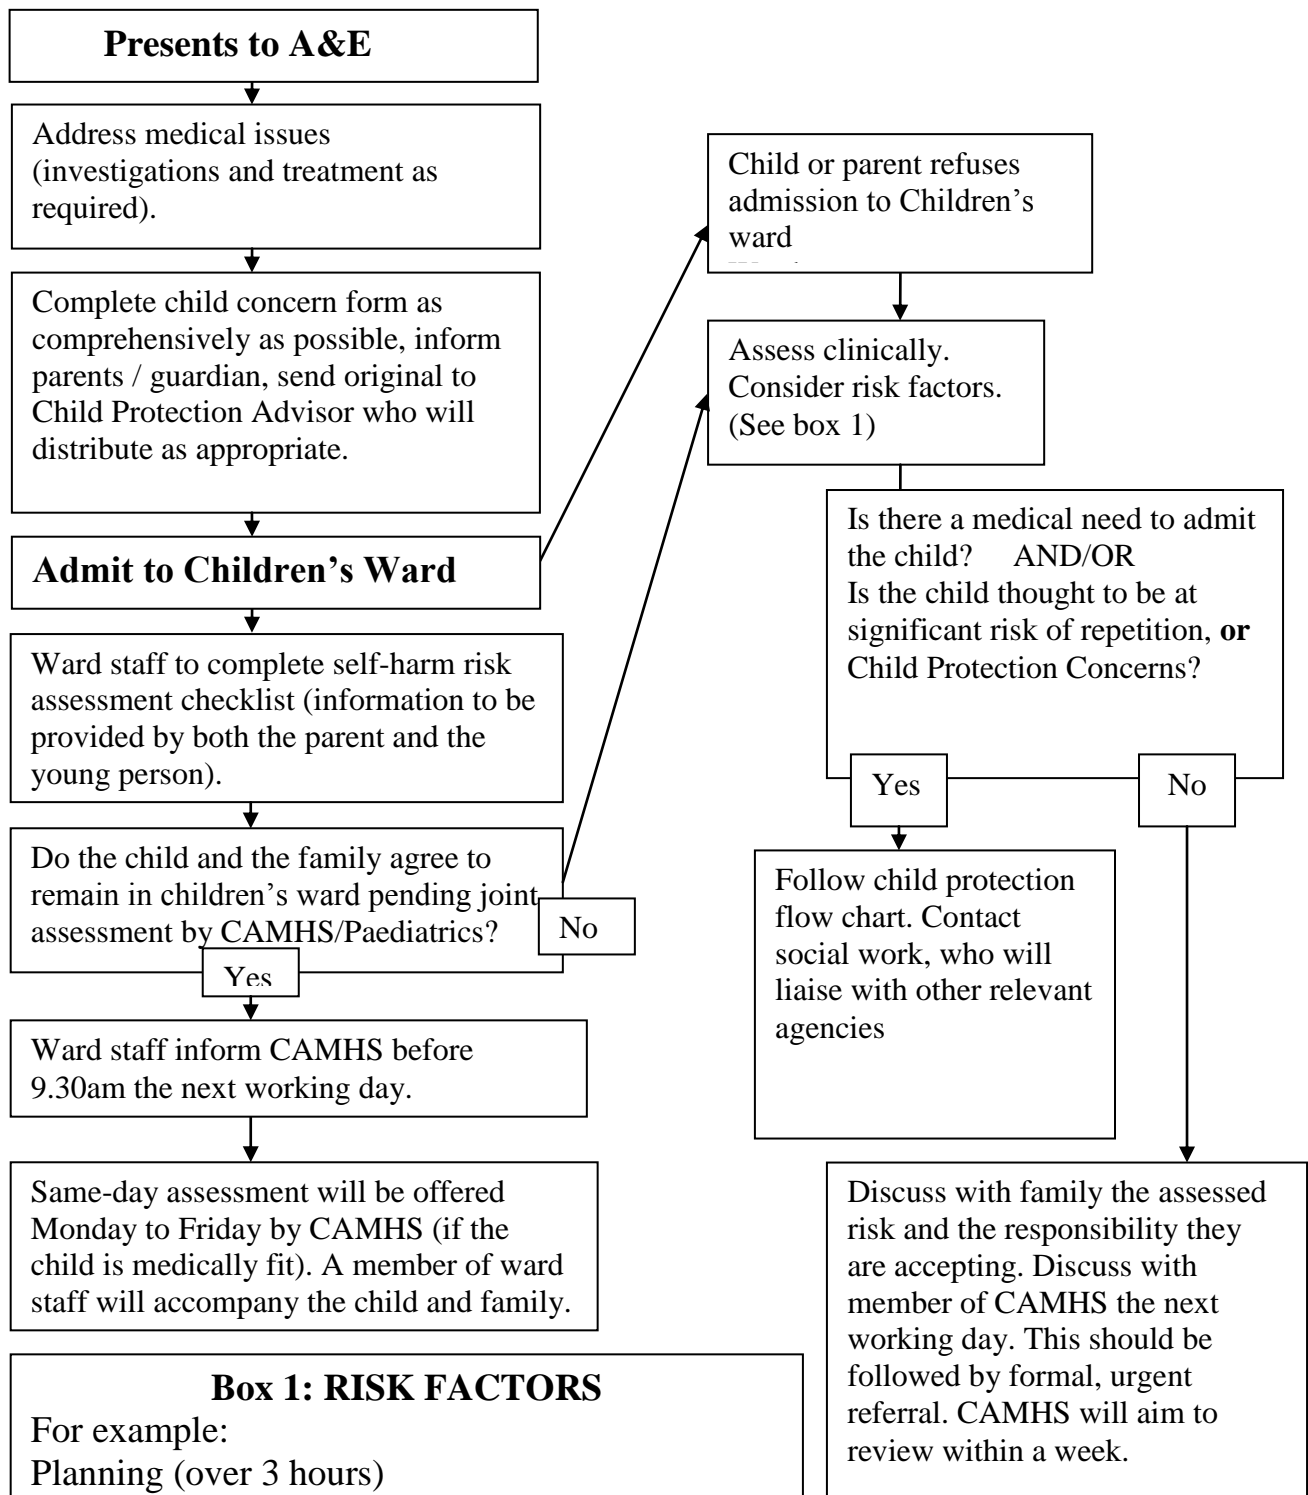 Presents to A&E
Address medical issues
(investigations and treatment as
required).
Complete child concern form as
comprehensively as possible, inform
parents / guardian, send original to
Child Protection Advisor who will
distribute as appropriate.
Admit to Children’s Ward
Ward staff to complete self-harm risk
assessment checklist (information to be
provided by both the parent and the
young person).
Do the child and the family agree to
remain in children’s ward pending joint
assessment by CAMHS/Paediatrics?
No
Yes
Ward staff inform CAMHS before
9.30am the next working day.
Same-day assessment will be offered
Monday to Friday by CAMHS (if the
child is medically fit). A member of ward
staff will accompany the child and family.
Box 1: RISK FACTORS
For example:
Planning (over 3 hours)
Child or parent refuses
admission to Children’s
ward
Assess clinically.
Consider risk factors.
(See box 1)
Is there a medical need to admit
the child? AND/OR
Is the child thought to be at
significant risk of repetition, or
Child Protection Concerns?
Yes
No
Follow child protection
flow chart. Contact
social work, who will
liaise with other relevant
agencies
Discuss with family the assessed
risk and the responsibility they
are accepting. Discuss with
member of CAMHS the next
working day. This should be
followed by formal, urgent
referral. CAMHS will aim to
review within a week.